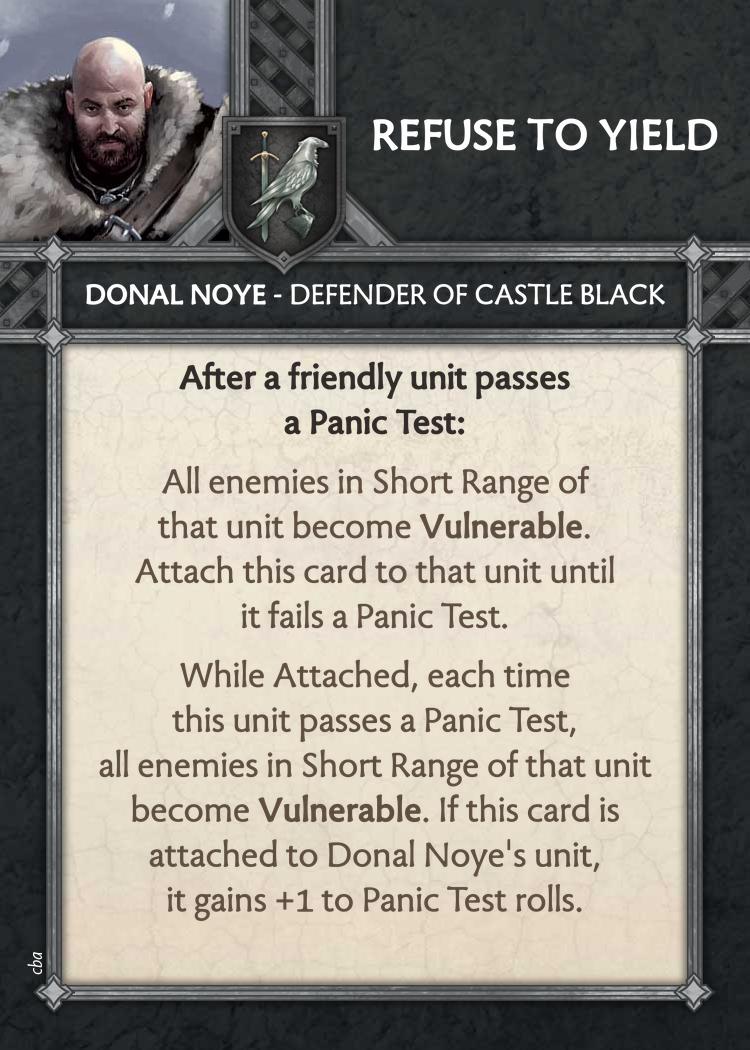 REFUSE TO YIELD
DONAL NOYE - DEFENDER OF CASTLE BLACK
After a friendly unit passes
a Panic Test:
All enemies in Short Range of
that unit become Vulnerable.
Attach this card to that unit until
it fails a Panic Test.
While Attached, each time
this unit passes a Panic Test,
all enemies in Short Range of that unit
become Vulnerable. If this card is
attached to Donal Noye's unit,
it gains +1 to Panic Test rolls.
cba